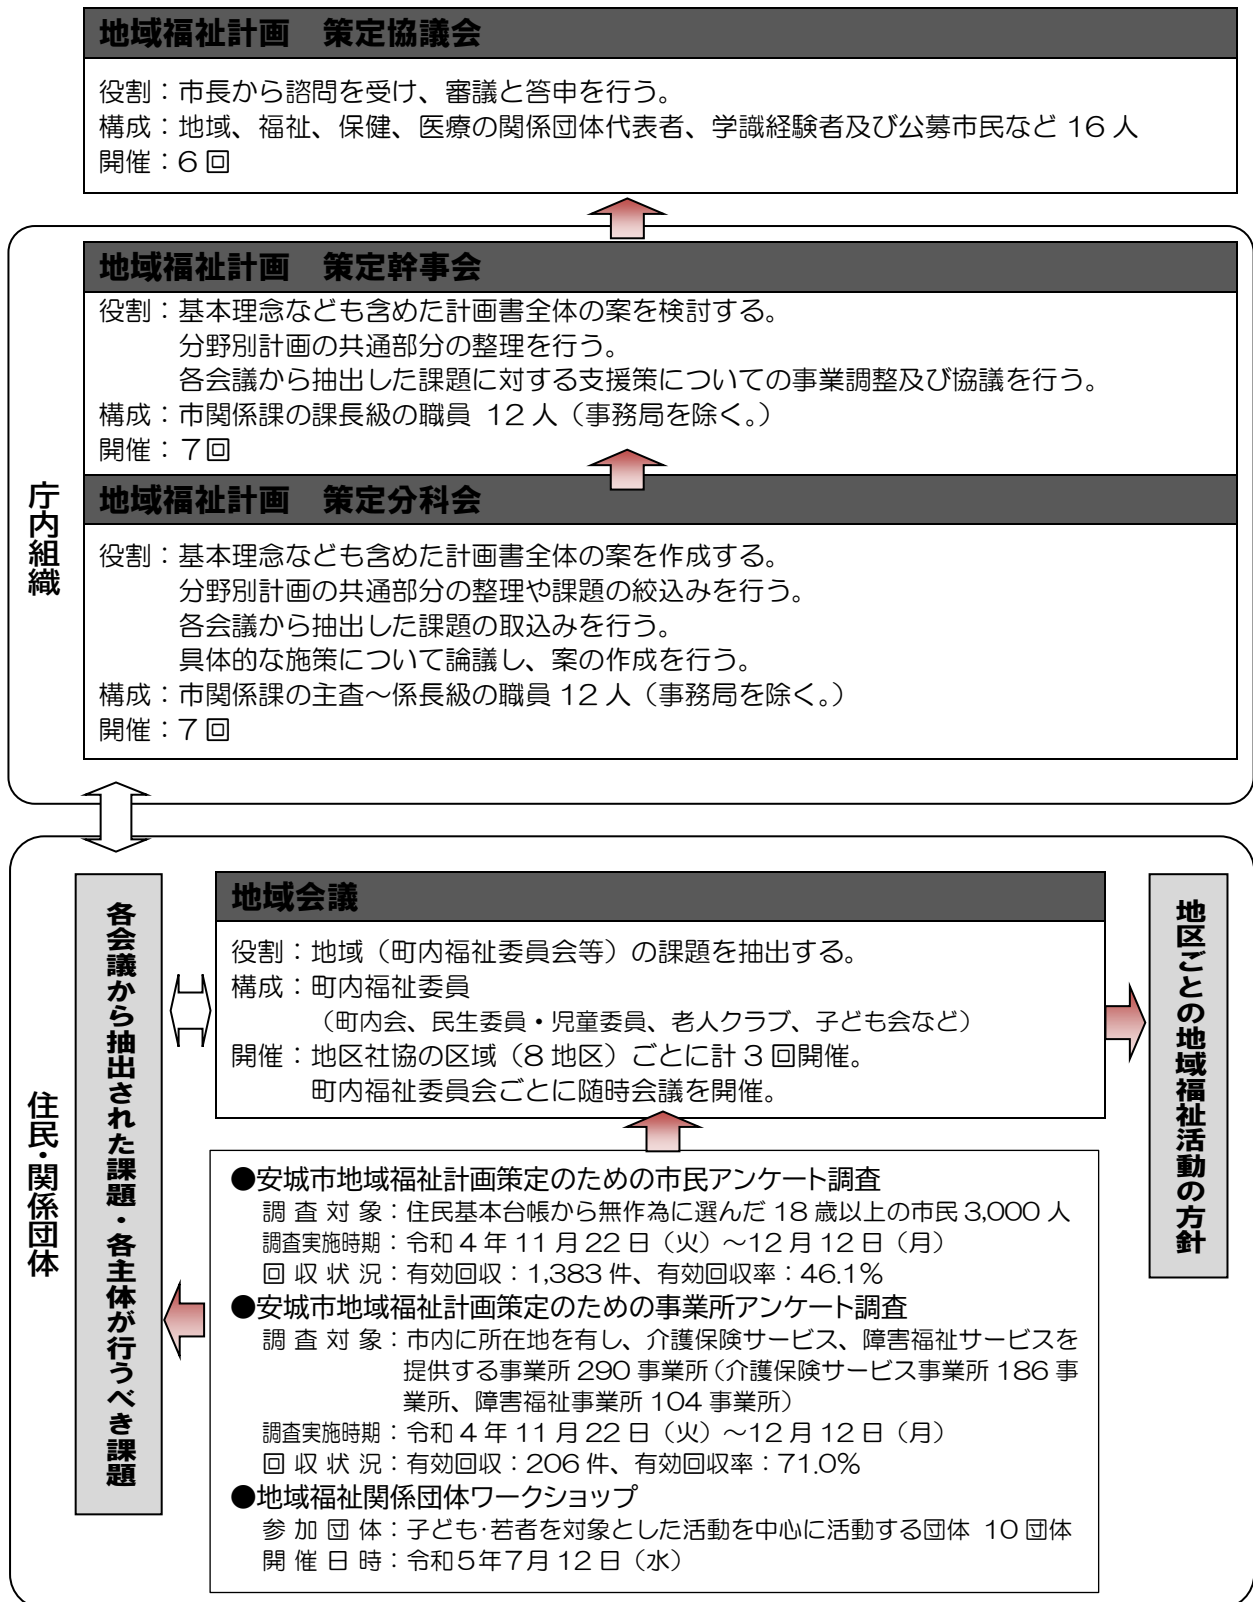 地域福祉計画　策定協議会
役割：市長から諮問を受け、審議と答申を行う。
構成：地域、福祉、保健、医療の関係団体代表者、学識経験者及び公募市民など 16 人
開催：6 回
庁内組織
地域福祉計画　策定幹事会
役割：基本理念なども含めた計画書全体の案を検討する。
分野別計画の共通部分の整理を行う。
各会議から抽出した課題に対する支援策についての事業調整及び協議を行う。
構成：市関係課の課長級の職員 12 人（事務局を除く。）
開催：7回
地域福祉計画　策定分科会
役割：基本理念なども含めた計画書全体の案を作成する。
分野別計画の共通部分の整理や課題の絞込みを行う。
各会議から抽出した課題の取込みを行う。
具体的な施策について論議し、案の作成を行う。
構成：市関係課の主査～係長級の職員 12 人（事務局を除く。）
開催：7 回
住民・関係団体
各会議から抽出された課題・各主体が行うべき課題
地域会議
役割：地域（町内福祉委員会等）の課題を抽出する。
構成：町内福祉委員
（町内会、民生委員・児童委員、老人クラブ、子ども会など）
開催：地区社協の区域（8 地区）ごとに計 3 回開催。
町内福祉委員会ごとに随時会議を開催。
地区ごとの地域福祉活動の方針
●安城市地域福祉計画策定のための市民アンケート調査
調 査 対 象：住民基本台帳から無作為に選んだ 18 歳以上の市民 3,000 人
調査実施時期：令和 4 年 11 月 22 日（火）～12 月 12 日（月）
回 収 状 況：有効回収：1,383 件、有効回収率：46.1％
●安城市地域福祉計画策定のための事業所アンケート調査
調 査 対 象：市内に所在地を有し、介護保険サービス、障害福祉サービスを
提供する事業所 290 事業所（介護保険サービス事業所 186 事
業所、障害福祉事業所 104 事業所）
調査実施時期：令和 4 年 11 月 22 日（火）～12 月 12 日（月）
回 収 状 況：有効回収：206 件、有効回収率：71.0％
●地域福祉関係団体ワークショップ
参 加 団 体：子ども・若者を対象とした活動を中心に活動する団体 10 団体
開 催 日 時：令和5年7月 12 日（水）